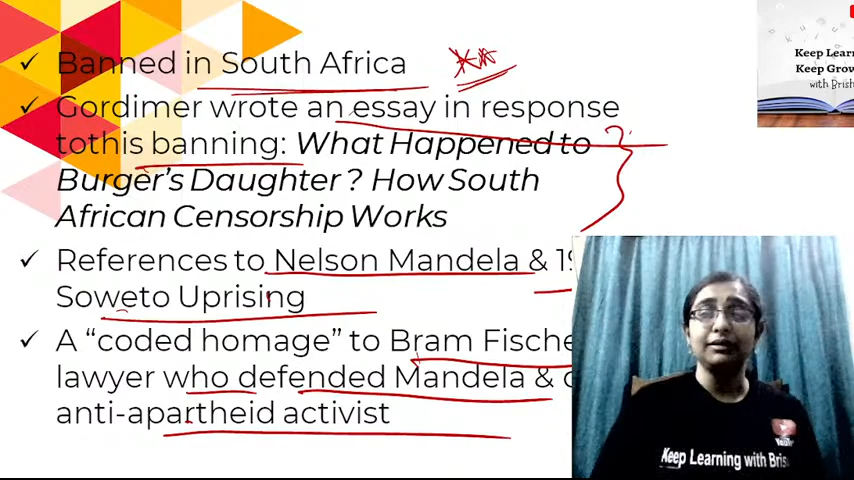 Banned in South Africa
Gordimer wrote an essay in response
tothis banning: What Happened to
Burger's Daughter? How South
African Censorship Works
References to Nelson Mandela &
Soweto Uprising
A "coded homage" to Bram
lawyer who defended Mandela &
anti-apartheid activist
Keep
Keep
with
Keep Learning with